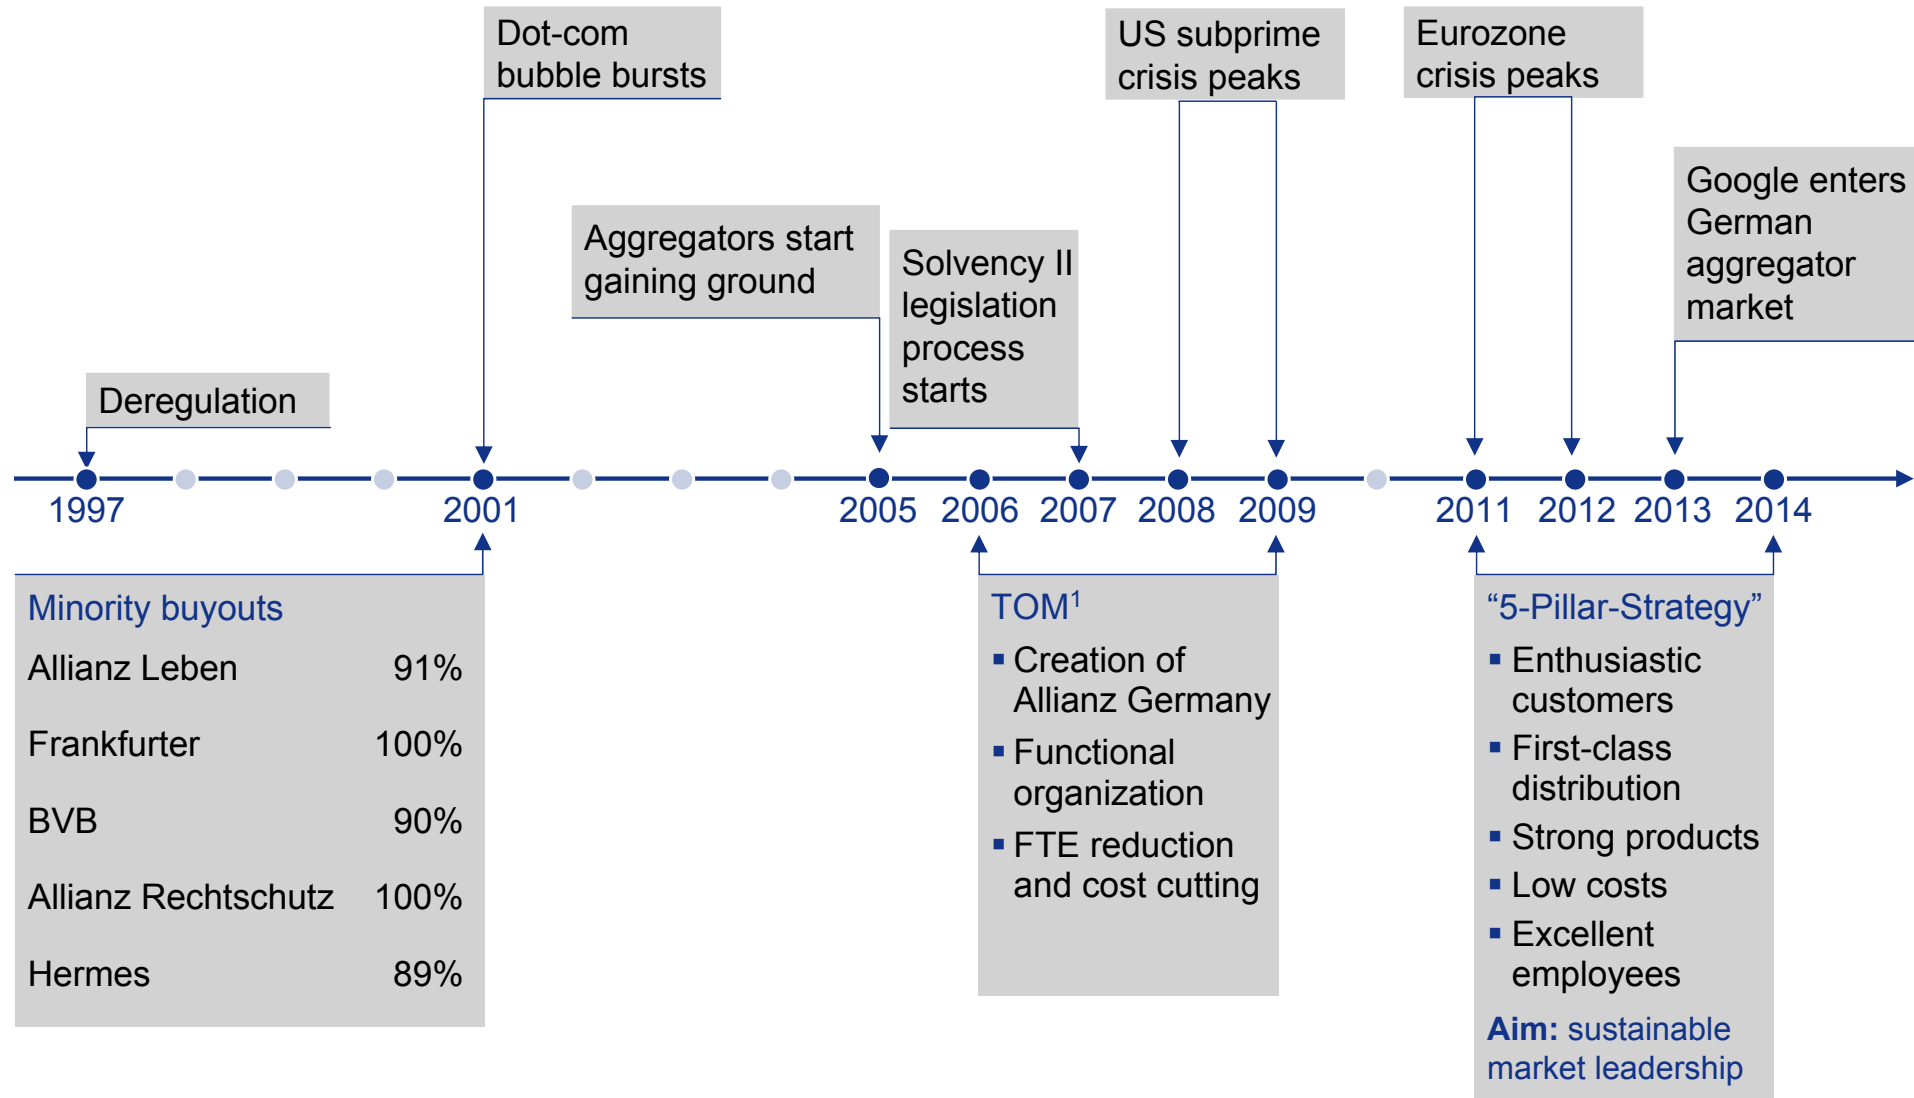 Dot-com
bubble bursts
US subprime
crisis peaks
Eurozone
crisis peaks
Google enters
German
aggregator
market
Aggregators start
gaining ground
Solvency II
legislation
process
starts
Deregulation
1997 2001 2005 2006 2007 2008 2009 2011 2012 2013 2014
Minority buyouts
Allianz Leben 91%
Frankfurter 100%
BVB 90%
Allianz Rechtschutz 100%
Hermes 89%
TOM¹
▪ Creation of
Allianz Germany
▪ Functional
organization
▪ FTE reduction
and cost cutting
“5-Pillar-Strategy”
▪ Enthusiastic
customers
▪ First-class
distribution
▪ Strong products
▪ Low costs
▪ Excellent
employees
Aim: sustainable
market leadership